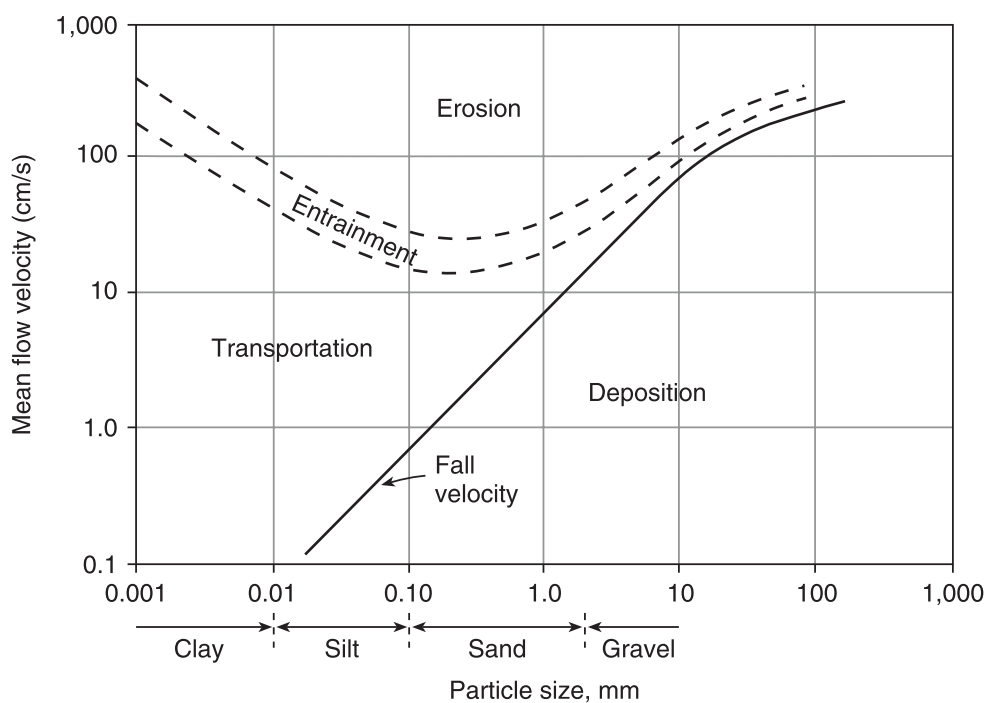 1,000
Erosion
100
Entrainment
Mean flow velocity (cm/s)
10
Transportation
Deposition
1.0
Fall
velocity
0.1
0.001 0.01 0.10 1.0 10 100 1,000
Clay Silt Sand Gravel
Particle size, mm